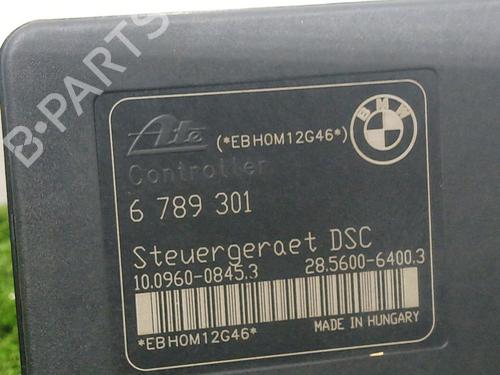 B-PARTS
Ate
(*EBHOM12G46*)
BMW
Controller
6 789 301
Steuergeraet DSC
10.0960-0845.3
28.5600-6400.3
*EBHOM12G46*
MADE IN HUNGARY